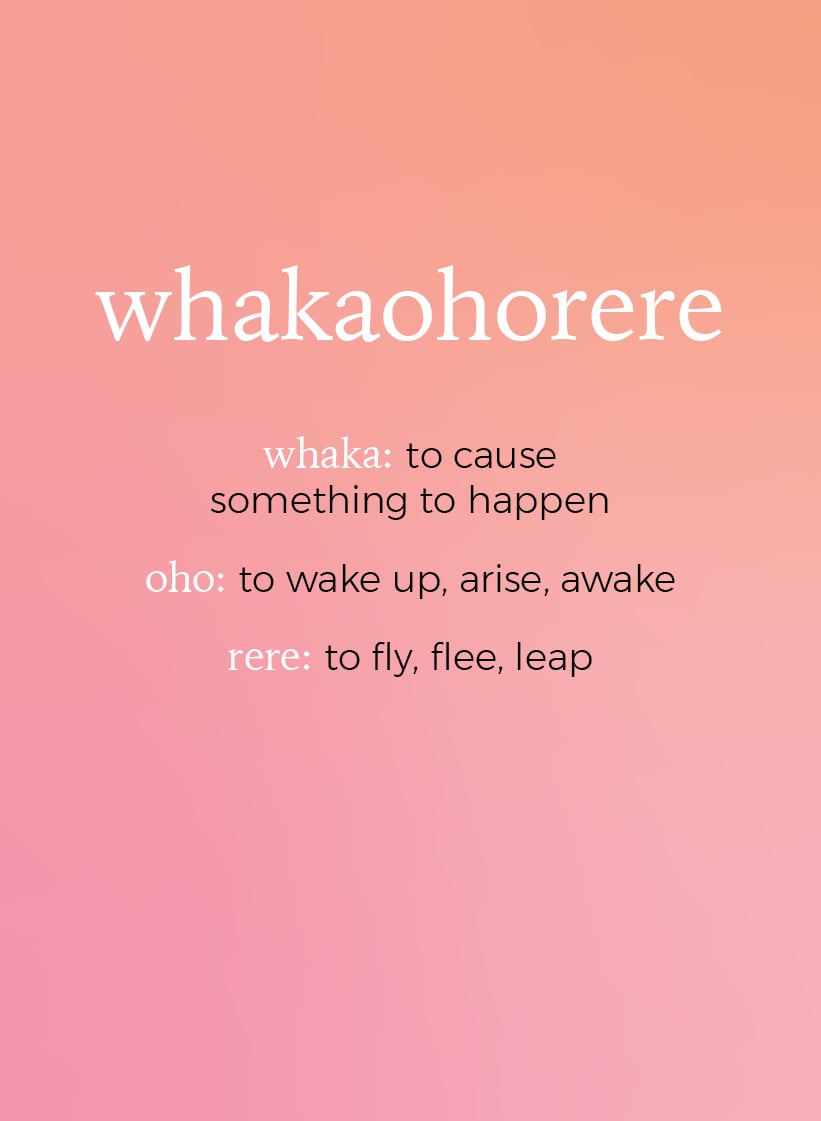 whakaohorere
whaka: to cause
something to happen
oho: to wake up, arise, awake
rere: to fly, flee, leap